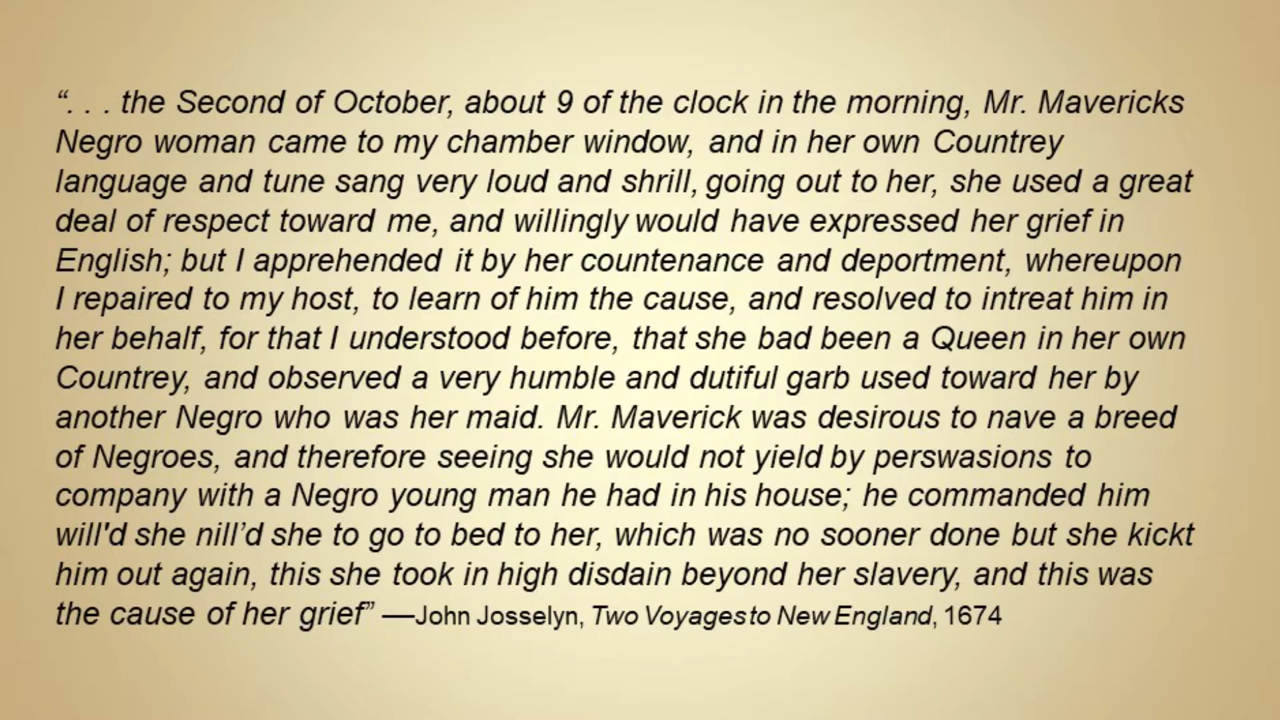 “. . . the Second of October, about 9 of the clock in the morning, Mr. Mavericks
Negro woman came to my chamber window, and in her own Countrey
language and tune sang very loud and shrill, going out to her, she used a great
deal of respect toward me, and willingly would have expressed her grief in
English; but I apprehended it by her countenance and deportment, whereupon
I repaired to my host, to learn of him the cause, and resolved to intreat him in
her behalf, for that I understood before, that she bad been a Queen in her own
Countrey, and observed a very humble and dutiful garb used toward her by
another Negro who was her maid. Mr. Maverick was desirous to nave a breed
of Negroes, and therefore seeing she would not yield by perswasions to
company with a Negro young man he had in his house; he commanded him
will'd she nill’d she to go to bed to her, which was no sooner done but she kickt
him out again, this she took in high disdain beyond her slavery, and this was
the cause of her grief” —John Josselyn, Two Voyages to New England, 1674